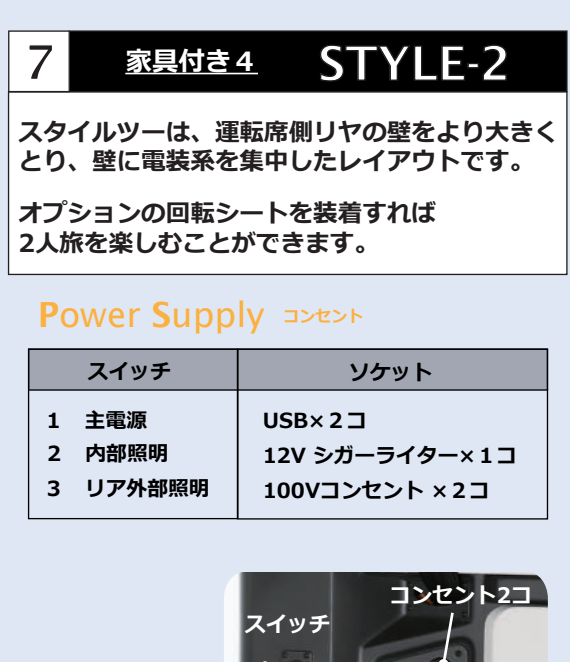 7 家具付き４ STYLE-2
スタイルツーは、運転席側リヤの壁をより大きく
とり、壁に電装系を集中したレイアウトです。
オプションの回転シートを装着すれば
2人旅を楽しむことができます。
Power Supply コンセント
スイッチ ソケット
1 主電源 USB×２コ
2 内部照明 12V シガーライター×１コ
3 リア外部照明 100Vコンセント ×２コ
コンセント2コ
スイッチ